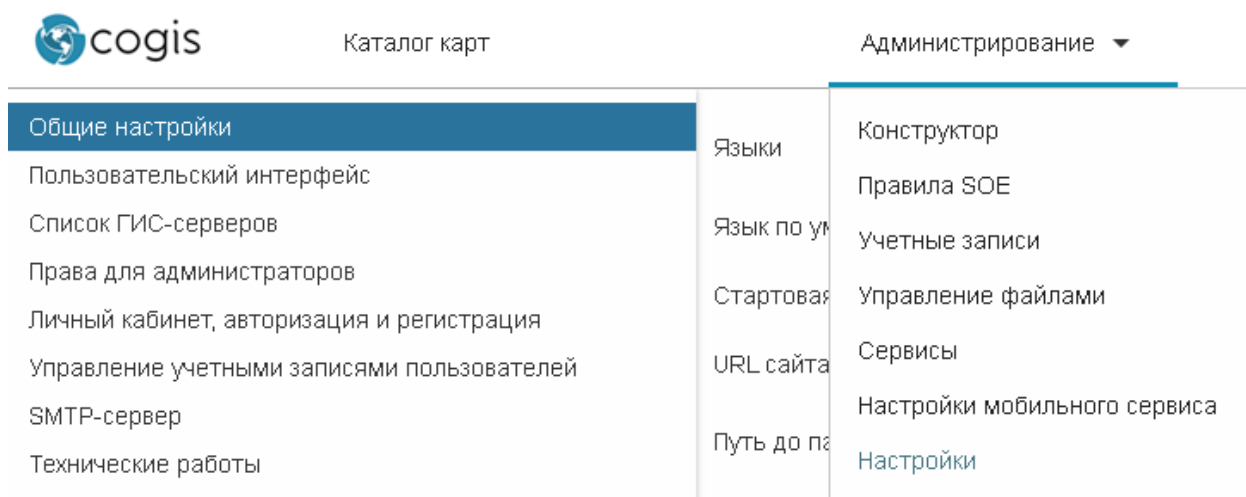 cogis
Каталог карт
Администрирование
Общие настройки
Пользовательский интерфейс
Список ГИС-серверов
Права для администраторов
Личный кабинет, авторизация и регистрация
Управление учетными записями пользователей
SMTP-сервер
Технические работы
Языки
Язык по ум
Стартовая
URL сайта
Путь до па
Конструктор
Правила SOE
Учетные записи
Управление файлами
Сервисы
Настройки мобильного сервиса
Настройки